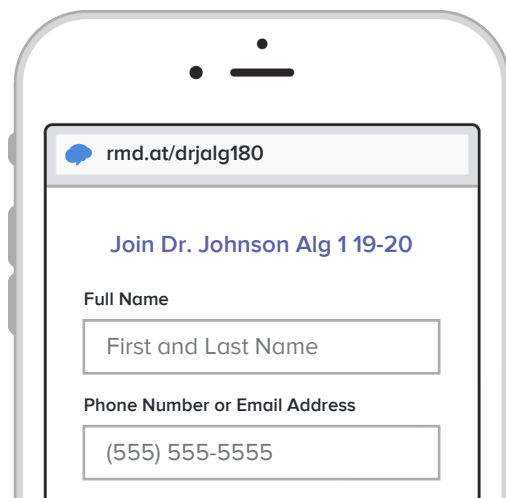 rmd.at/drjalg180
Join Dr. Johnson Alg 1 19-20
Full Name
First and Last Name
Phone Number or Email Address
(555) 555-5555